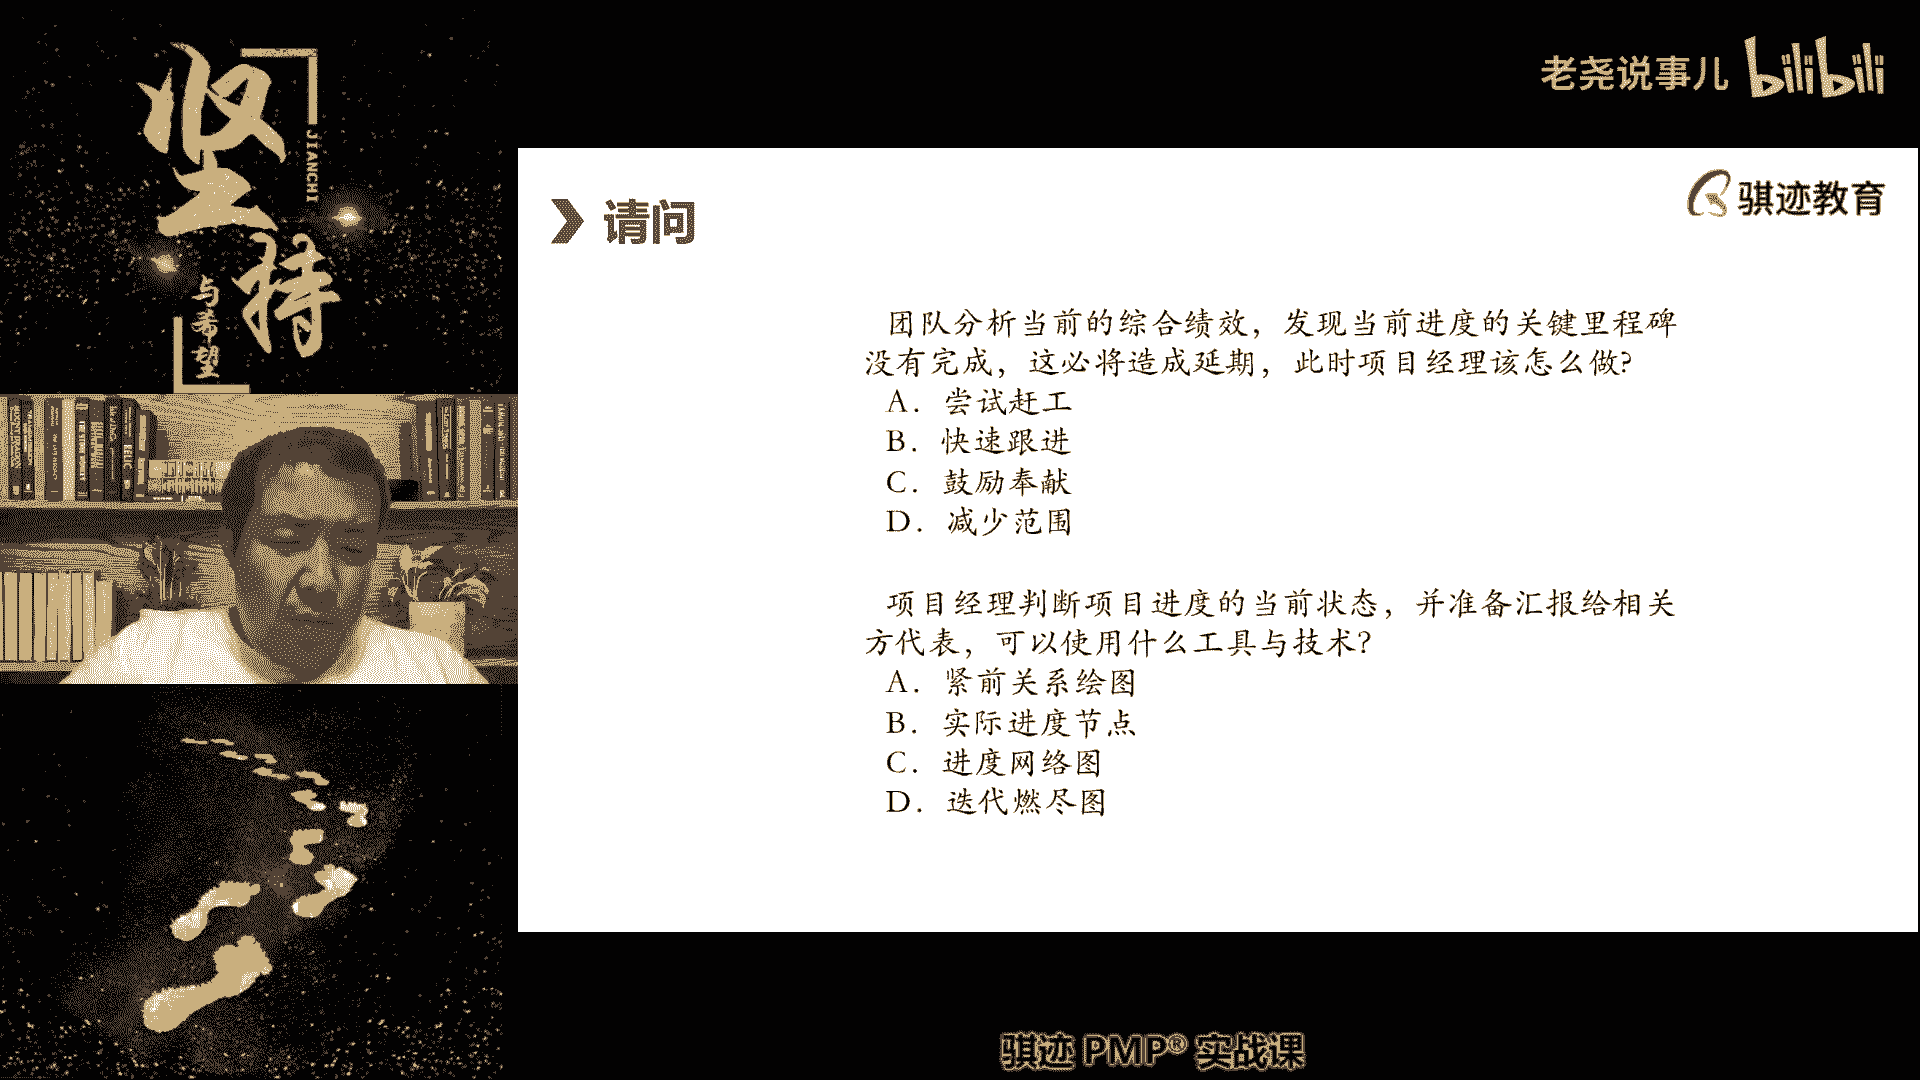 坚持
JIANCHI
与希望
老尧说事儿 bilibili
骐迹教育
请问
团队分析当前的综合绩效，发现当前进度的关键里程碑
没有完成，这必将造成延期，此时项目经理该怎么做?
A. 尝试赶工
B. 快速跟进
C. 鼓励奉献
D. 减少范围
项目经理判断项目进度的当前状态，并准备汇报给相关
方代表，可以使用什么工具与技术?
A. 紧前关系绘图
B. 实际进度节点
C. 进度网络图
D. 迭代燃尽图
骐迹 PMP® 实战课